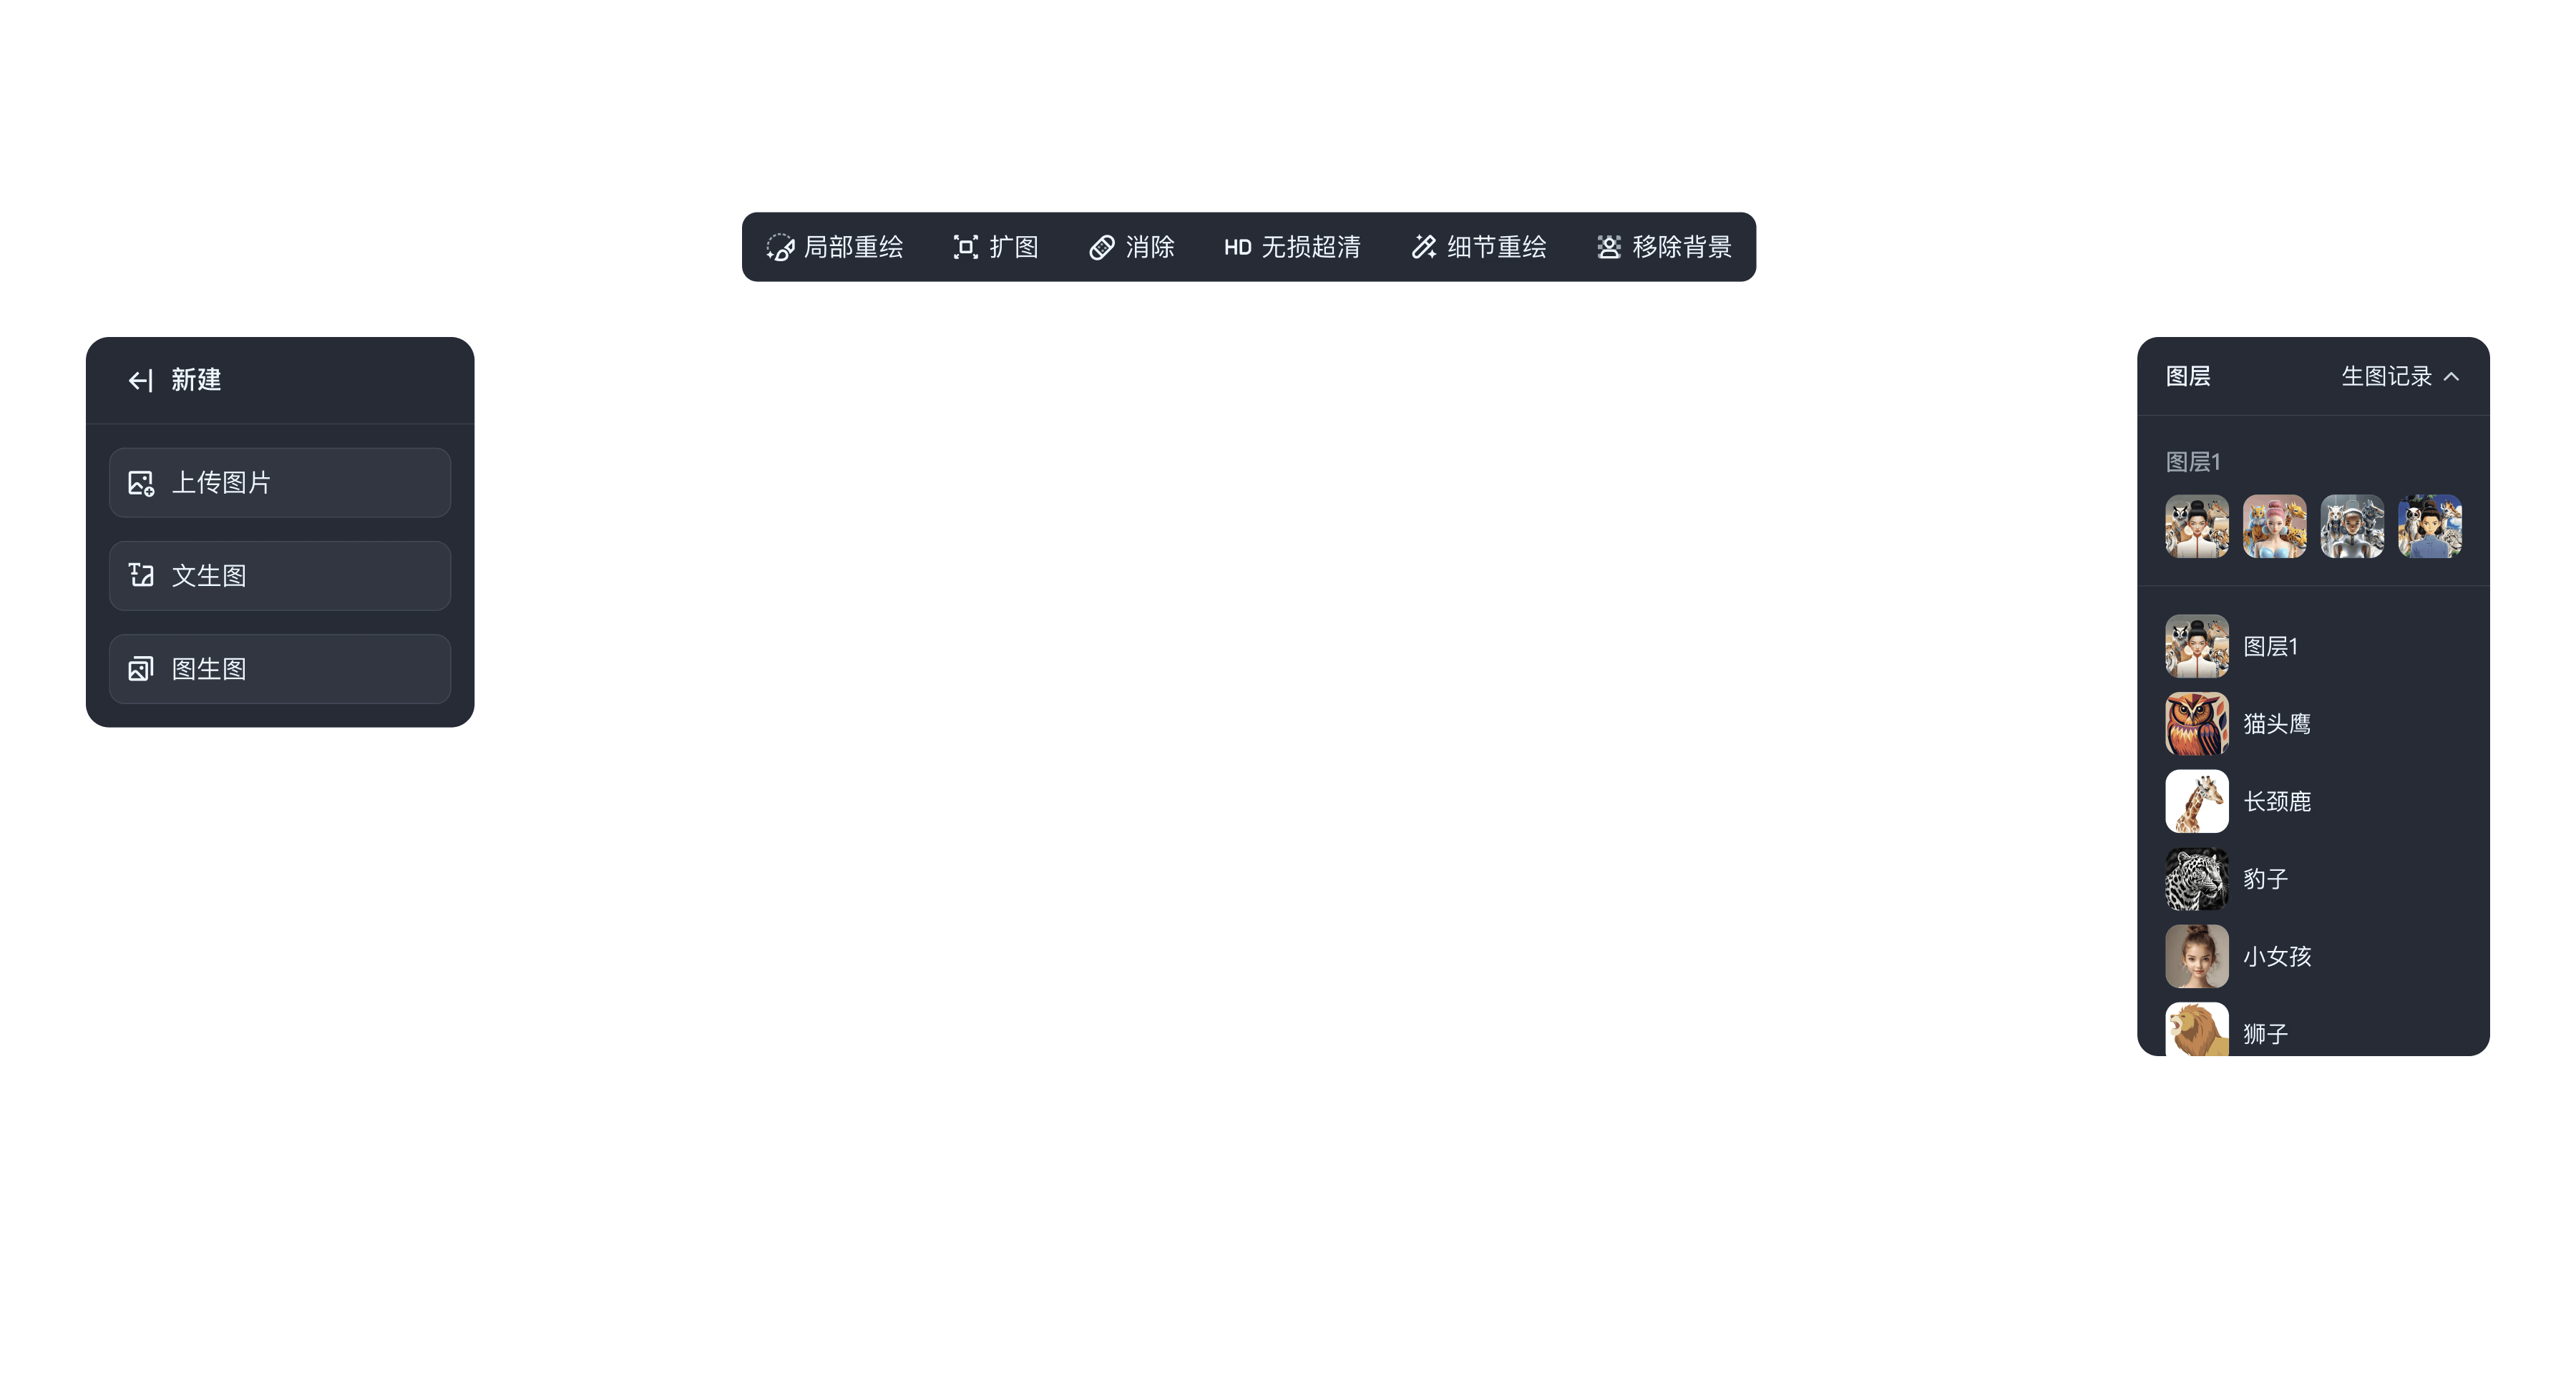 局部重绘
扩图
消除
HD 无损超清
细节重绘
移除背景
新建
上传图片
文生图
图生图
图层
生图记录
图层1
图层1
猫头鹰
长颈鹿
豹子
小女孩
狮子